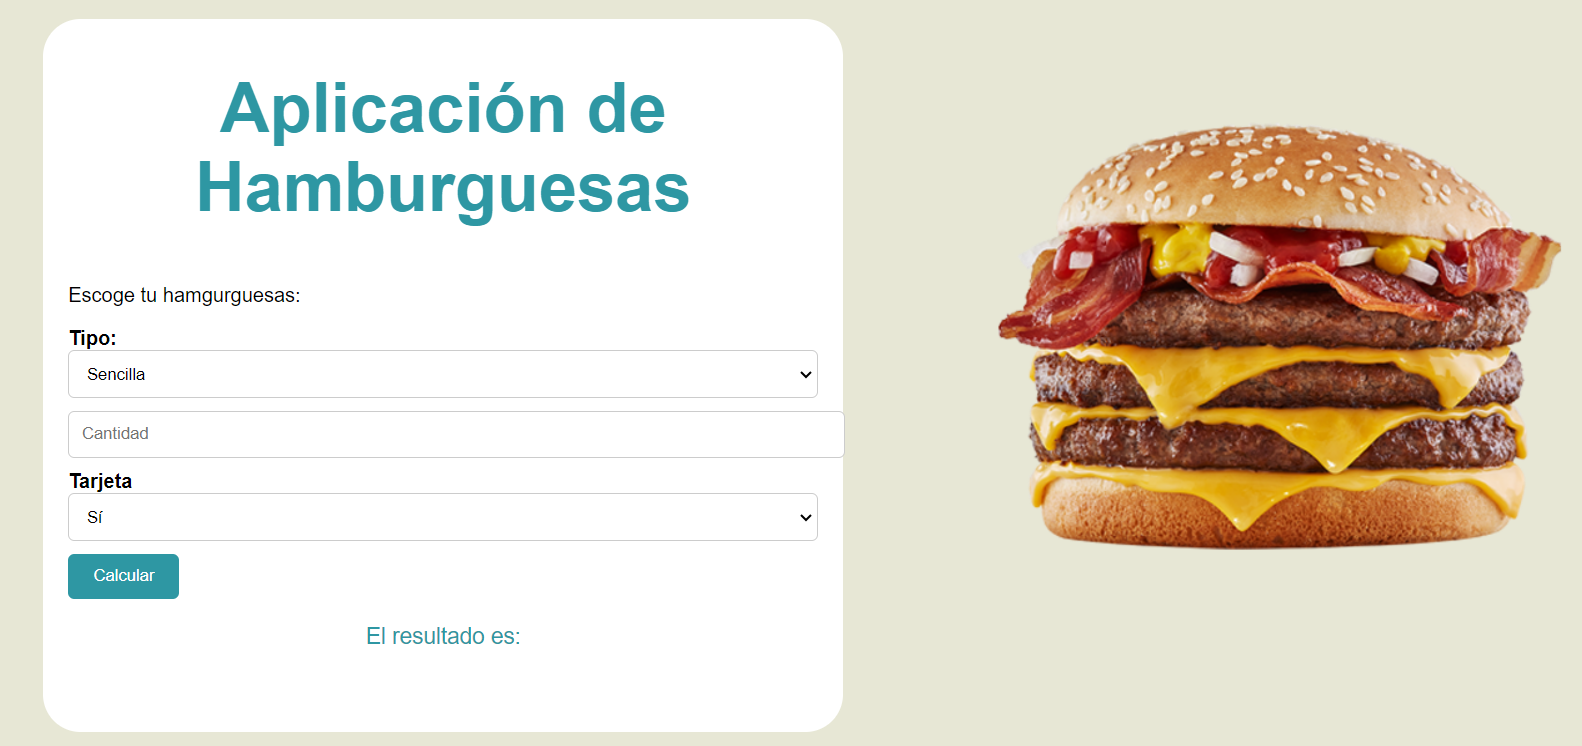 Aplicación de
Hamburguesas
Escoge tu hamgurguesas:
Tipo:
Sencilla
Cantidad
Tarjeta
Sí
Calcular
El resultado es: